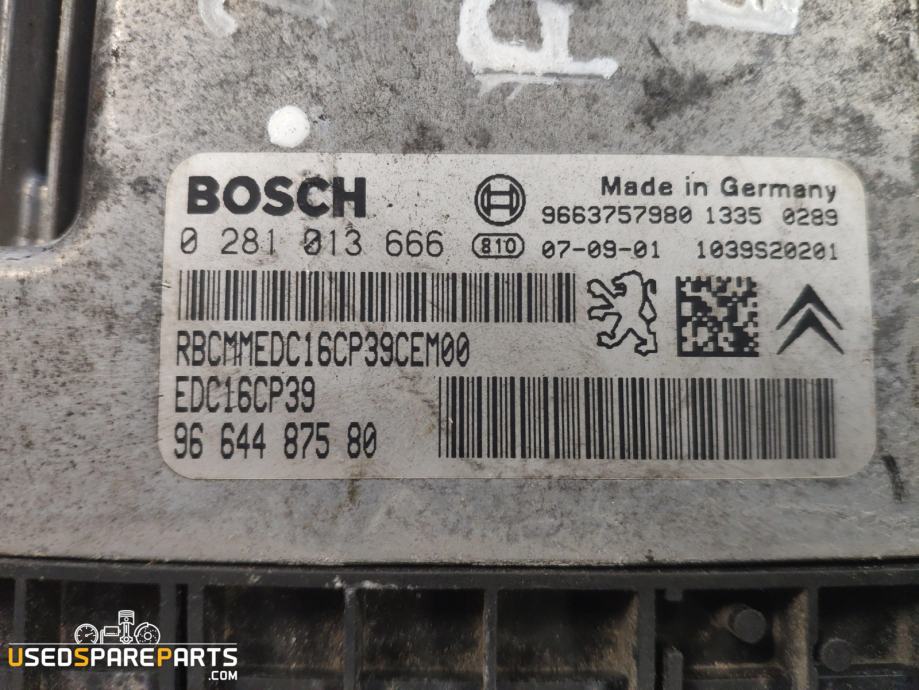 BOSCH
Made in Germany
9663757980 1335 0289
0 281 013 666
810
07-09-01 1039S20201
RBCMMEDC16CP39CEM00
EDC16CP39
96 644 875 80
USEDSPAREPARTS
.COM